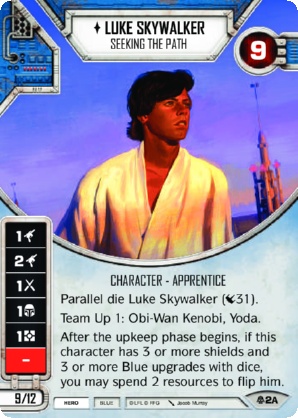 LUKE SKYWALKER
SEEKING THE PATH
9
1
2
1
1
1
–
9/12
CHARACTER - APPRENTICE
Parallel die Luke Skywalker (31).
Team Up 1: Obi-Wan Kenobi, Yoda.
After the upkeep phase begins, if this
character has 3 or more shields and
3 or more Blue upgrades with dice,
you may spend 2 resources to flip him.
HERO
BLUE
Jacob Murray
2A